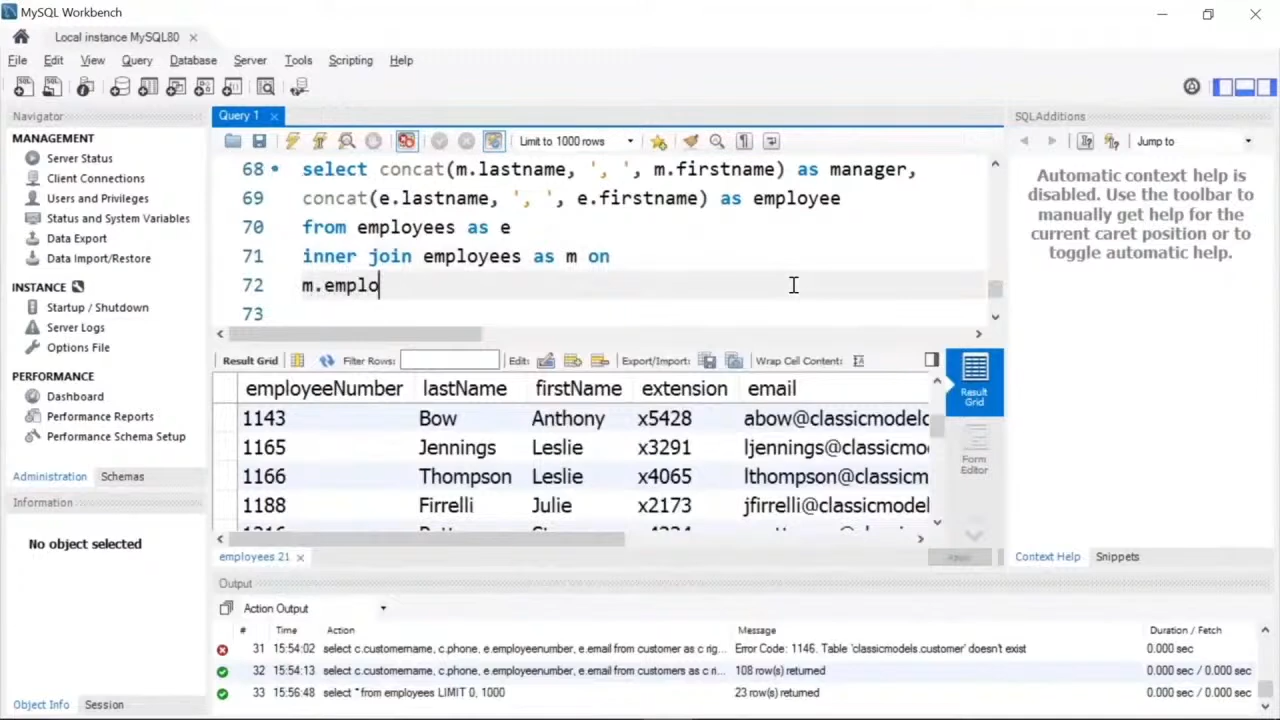 MySQL Workbench
Local instance MySQL80
File Edit View Query Database Server Tools Scripting Help
Navigator
MANAGEMENT
Server Status
Client Connections
Users and Privileges
Status and System Variables
Data Export
Data Import/Restore
INSTANCE
Startup / Shutdown
Server Logs
Options File
PERFORMANCE
Dashboard
Performance Reports
Performance Schema Setup
Administration Schemas
Information
No object selected
Object Info Session
Query 1
Limit to 1000 rows
68 select concat(m.lastname, ', ', m.firstname) as manager,
69 concat(e.lastname, ', ', e.firstname) as employee
70 from employees as e
71 inner join employees as m on
72 m.emplo
73
Result Grid Filter Rows: Edit: Export/Import: Wrap Cell Content:
employeeNumber lastName firstName extension email
1143 Bow Anthony x5428 abow@classicmodelc
1165 Jennings Leslie x3291 ljennings@classicmo
1166 Thompson Leslie x4065 lthompson@classicm
1188 Firrelli Julie x2173 jfirrelli@classicmodel
Result Grid
Form Editor
employees 21
Output
Action Output
# Time Action Message Duration / Fetch
31 15:54:02 select c.customername, c.phone, e.employeenumber, e.email from customer as c rig... Error Code: 1146. Table 'classicmodels.customer' doesn't exist 0.000 sec
32 15:54:13 select c.customername, c.phone, e.employeenumber, e.email from customers as c ri... 108 row(s) returned 0.000 sec / 0.000 sec
33 15:56:48 select * from employees LIMIT 0, 1000 23 row(s) returned 0.000 sec / 0.000 sec
SQLAdditions
Jump to
Automatic context help is
disabled. Use the toolbar to
manually get help for the
current caret position or to
toggle automatic help.
Context Help Snippets